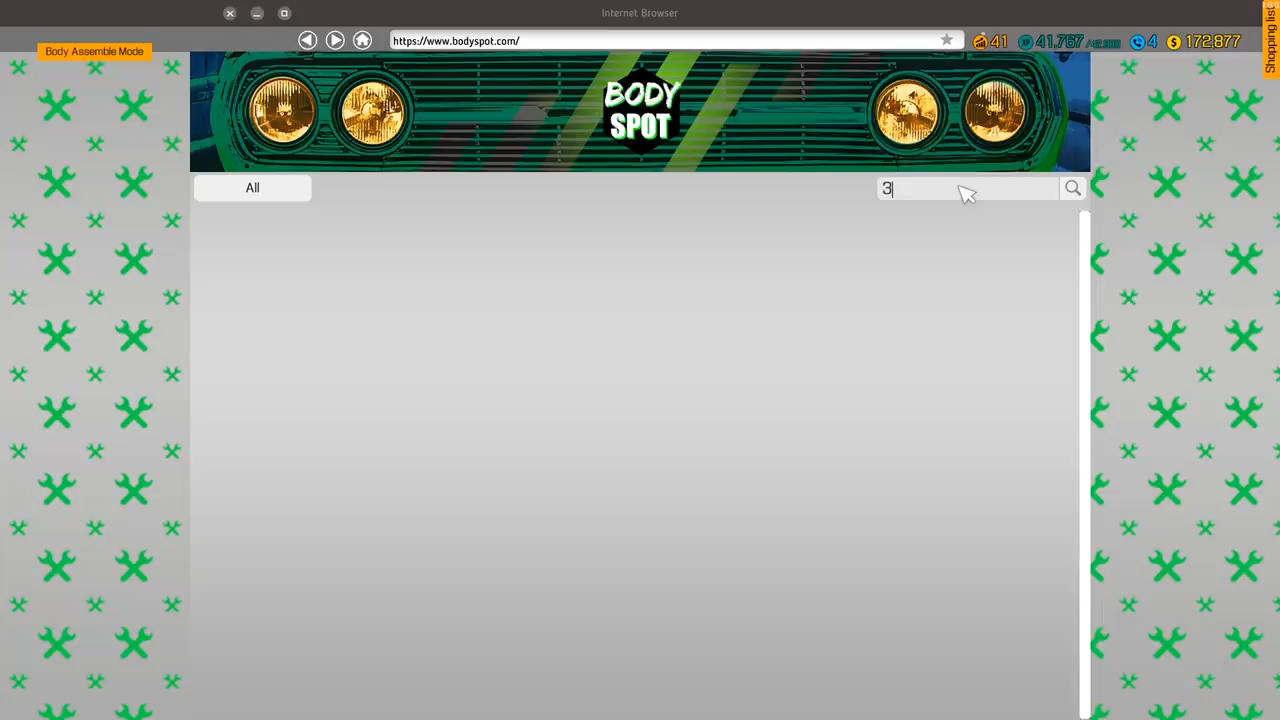 Internet Browser
Body Assemble Mode
https://www.bodyspot.com/
41
41,767
4
172,877
Shopping list
BODY
SPOT
All
3